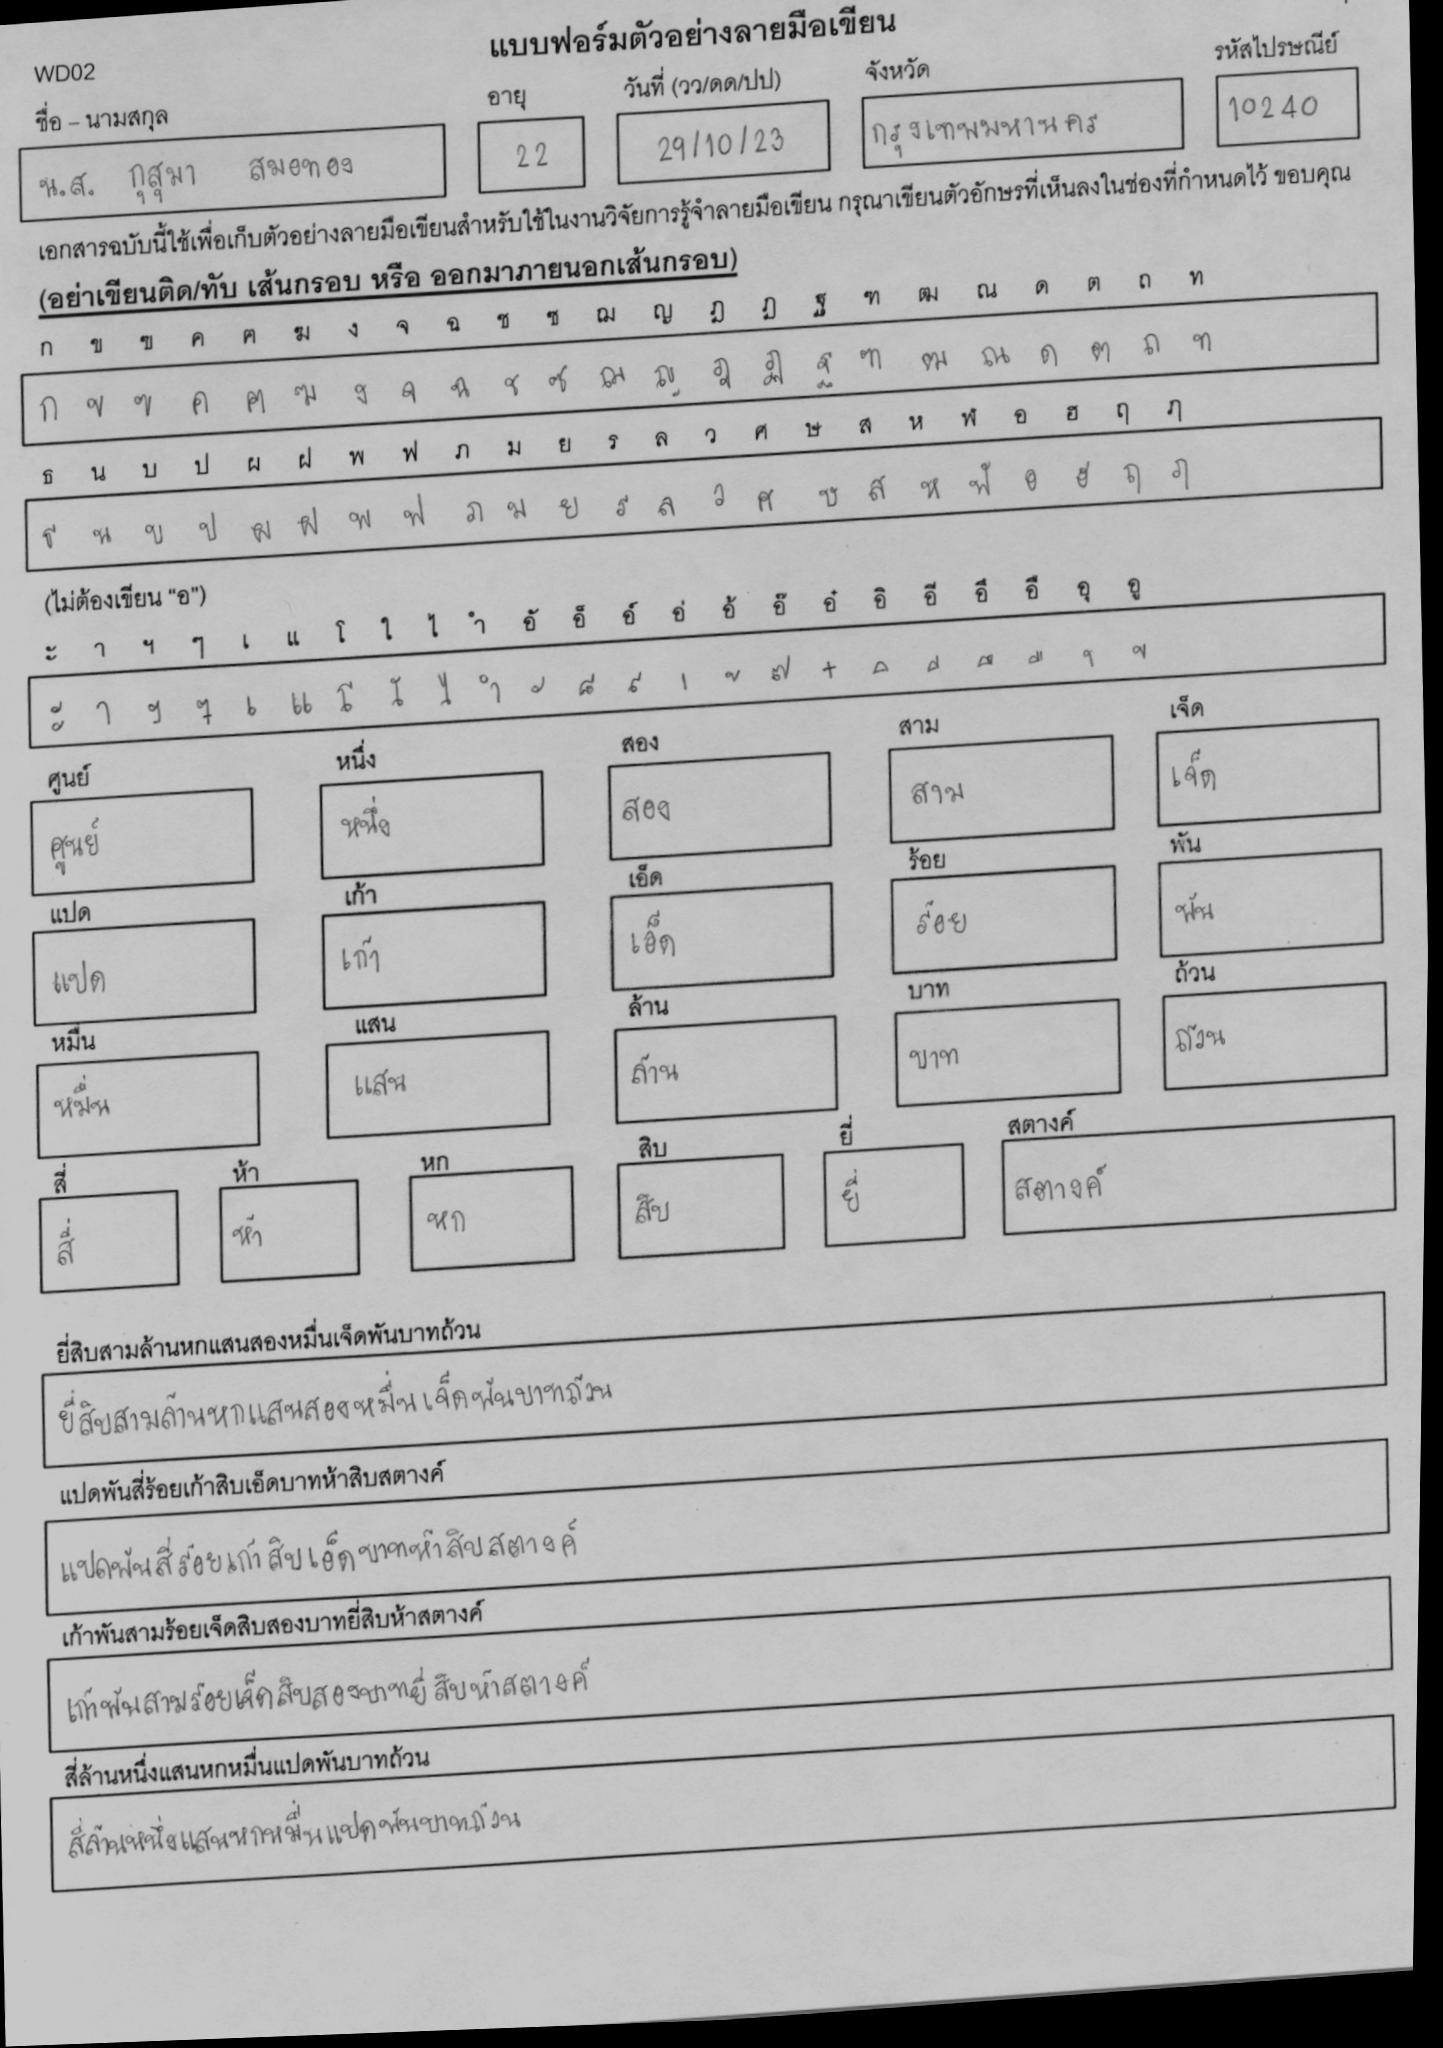 แบบฟอร์มตัวอย่างลายมือเขียน
WD02
ชื่อ – นามสกุล อายุ วันที่ (วว/ดด/ปป) จังหวัด รหัสไปรษณีย์
น.ส. กุสุมา สมอทอง 22 29/10/23 กรุงเทพมหานคร 10240
เอกสารฉบับนี้ใช้เพื่อเก็บตัวอย่างลายมือเขียนสำหรับใช้ในงานวิจัยการรู้จำลายมือเขียน กรุณาเขียนตัวอักษรที่เห็นลงในช่องที่กำหนดไว้ ขอบคุณ
(อย่าเขียนติด/ทับ เส้นกรอบ หรือ ออกมาภายนอกเส้นกรอบ)
ก ข ฃ ค ฅ ฆ ง จ ฉ ช ซ ฌ ญ ฎ ฏ ฐ ฑ ฒ ณ ด ต ถ ท
ก ข ฃ ค ฅ ฆ ง จ ฉ ช ซ ฌ ญ ฎ ฏ ฐ ฑ ฒ ณ ด ต ถ ท
ธ น บ ป ผ ฝ พ ฟ ภ ม ย ร ล ว ศ ษ ส ห ฬ อ ฮ ฤ ฦ
ธ น บ ป ผ ฝ พ ฟ ภ ม ย ร ล ว ศ ษ ส ห ฬ อ ฮ ฤ ฦ
(ไม่ต้องเขียน “อ”)
ะ า ฯ ๆ เ แ โ ใ ไ ำ อั อ็ อ์ อ่ อ้ อ๊ อ๋ อิ อี อึ อื อุ อู
ะ า ฯ ๆ เ แ โ ใ ไ ำ ั ็ ์ ่ ้ ๊ ๋ ิ ี ึ ื ุ ู
ศูนย์ หนึ่ง สอง สาม เจ็ด
ศูนย์ หนึ่ง สอง สาม เจ็ด
แปด เก้า เอ็ด ร้อย พัน
แปด เก้า เอ็ด ร้อย พัน
หมื่น แสน ล้าน บาท ถ้วน
หมื่น แสน ล้าน บาท ถ้วน
สี่ ห้า หก สิบ ยี่ สตางค์
สี่ ห้า หก สิบ ยี่ สตางค์
ยี่สิบสามล้านหกแสนสองหมื่นเจ็ดพันบาทถ้วน
ยี่สิบสามล้านหกแสนสองหมื่นเจ็ดพันบาทถ้วน
แปดพันสี่ร้อยเก้าสิบเอ็ดบาทห้าสิบสตางค์
แปดพันสี่ร้อยเก้าสิบเอ็ดบาทห้าสิบสตางค์
เก้าพันสามร้อยเจ็ดสิบสองบาทยี่สิบห้าสตางค์
เก้าพันสามร้อยเจ็ดสิบสองบาทยี่สิบห้าสตางค์
สี่ล้านหนึ่งแสนหกหมื่นแปดพันบาทถ้วน
สี่ล้านหนึ่งแสนหกหมื่นแปดพันบาทถ้วน